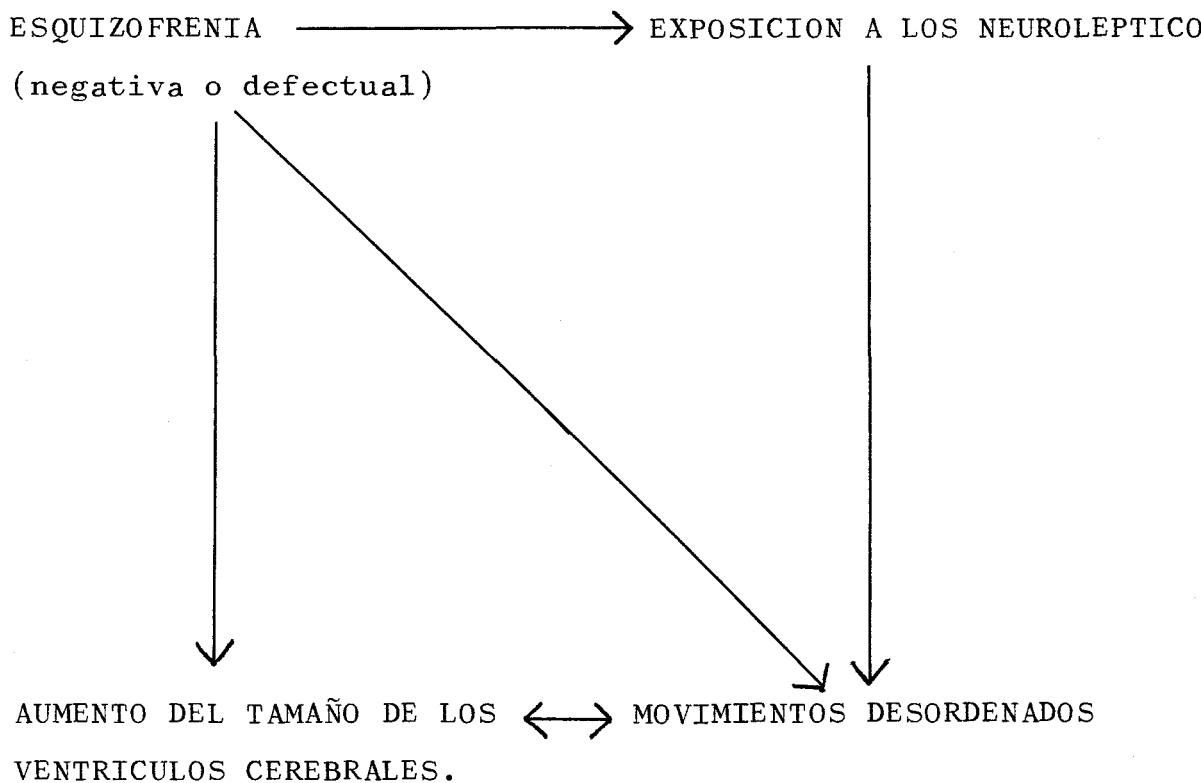 ESQUIZOFRENIA → EXPOSICION A LOS NEUROLEPTICO
(negativa o defectual)
AUMENTO DEL TAMAÑO DE LOS ↔ MOVIMIENTOS DESORDENADOS
VENTRICULOS CEREBRALES.